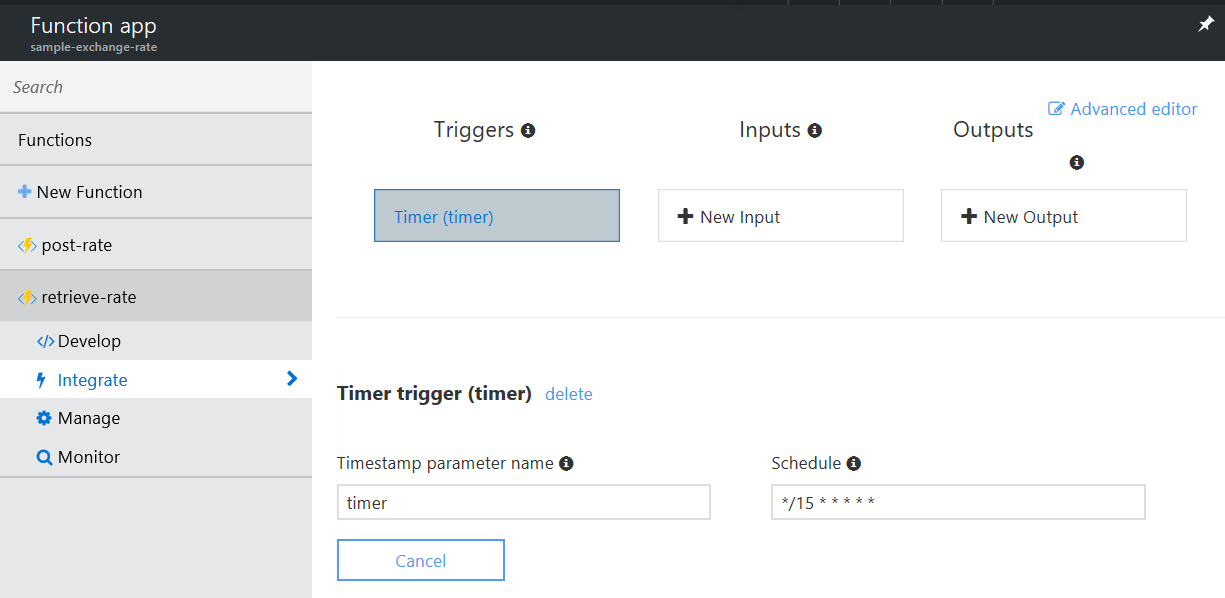 Function app
sample-exchange-rate
Search
Functions
New Function
post-rate
retrieve-rate
Develop
Integrate
Manage
Monitor
Advanced editor
Triggers
Inputs
Outputs
Timer (timer)
New Input
New Output
Timer trigger (timer) delete
Timestamp parameter name
Schedule
timer
*/15 * * * * *
Cancel